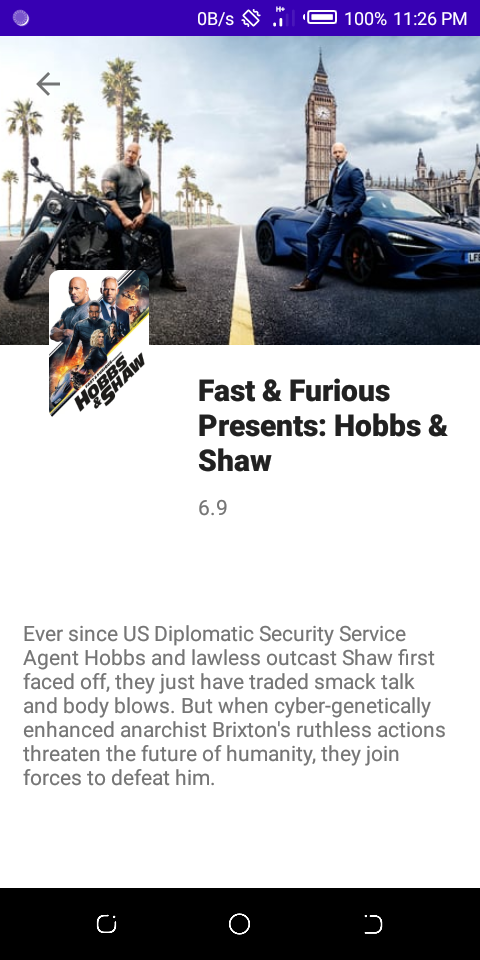 0B/s H+ 100% 11:26 PM
HOBBS
& SHAW
Fast & Furious
Presents: Hobbs &
Shaw
6.9
Ever since US Diplomatic Security Service
Agent Hobbs and lawless outcast Shaw first
faced off, they just have traded smack talk
and body blows. But when cyber-genetically
enhanced anarchist Brixton's ruthless actions
threaten the future of humanity, they join
forces to defeat him.